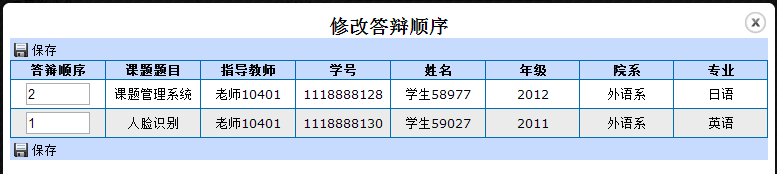 修改答辩顺序
保存
答辩顺序 课题题目 指导教师 学号 姓名 年级 院系 专业
2 课题管理系统 老师10401 1118888128 学生58977 2012 外语系 日语
1 人脸识别 老师10401 1118888130 学生59027 2011 外语系 英语
保存